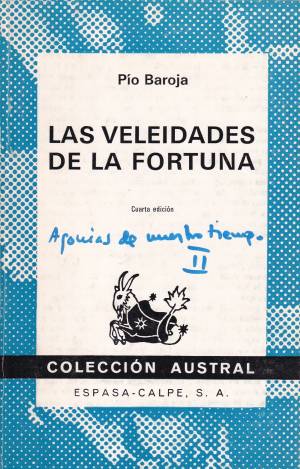 Pío Baroja
LAS VELEIDADES
DE LA FORTUNA
Cuarta edición
Agonías de nuestro tiempo.
II
COLECCIÓN AUSTRAL
ESPASA-CALPE, S. A.